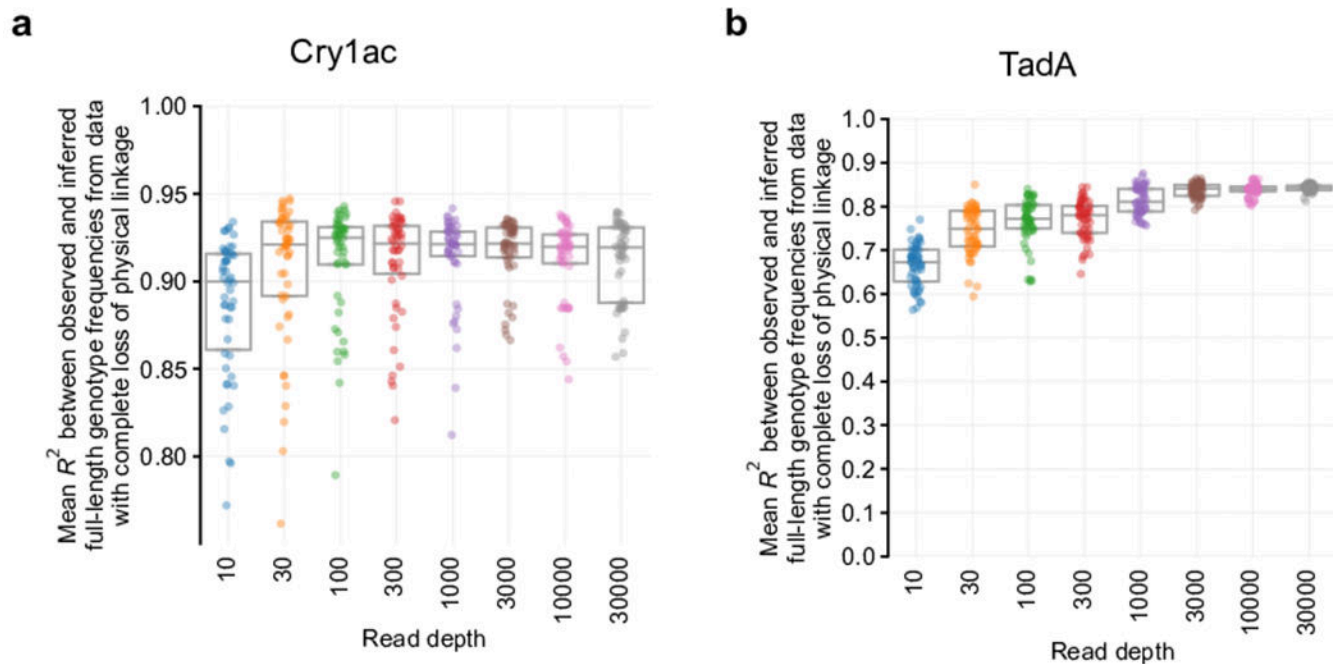 a
Cry1ac
Mean R² between observed and inferred
full-length genotype frequencies from data
with complete loss of physical linkage
1.00
0.95
0.90
0.85
0.80
10
30
100
300
1000
3000
10000
30000
Read depth
b
TadA
Mean R² between observed and inferred
full-length genotype frequencies from data
with complete loss of physical linkage
1.0
0.9
0.8
0.7
0.6
0.5
0.4
0.3
0.2
0.1
0.0
10
30
100
300
1000
3000
10000
30000
Read depth